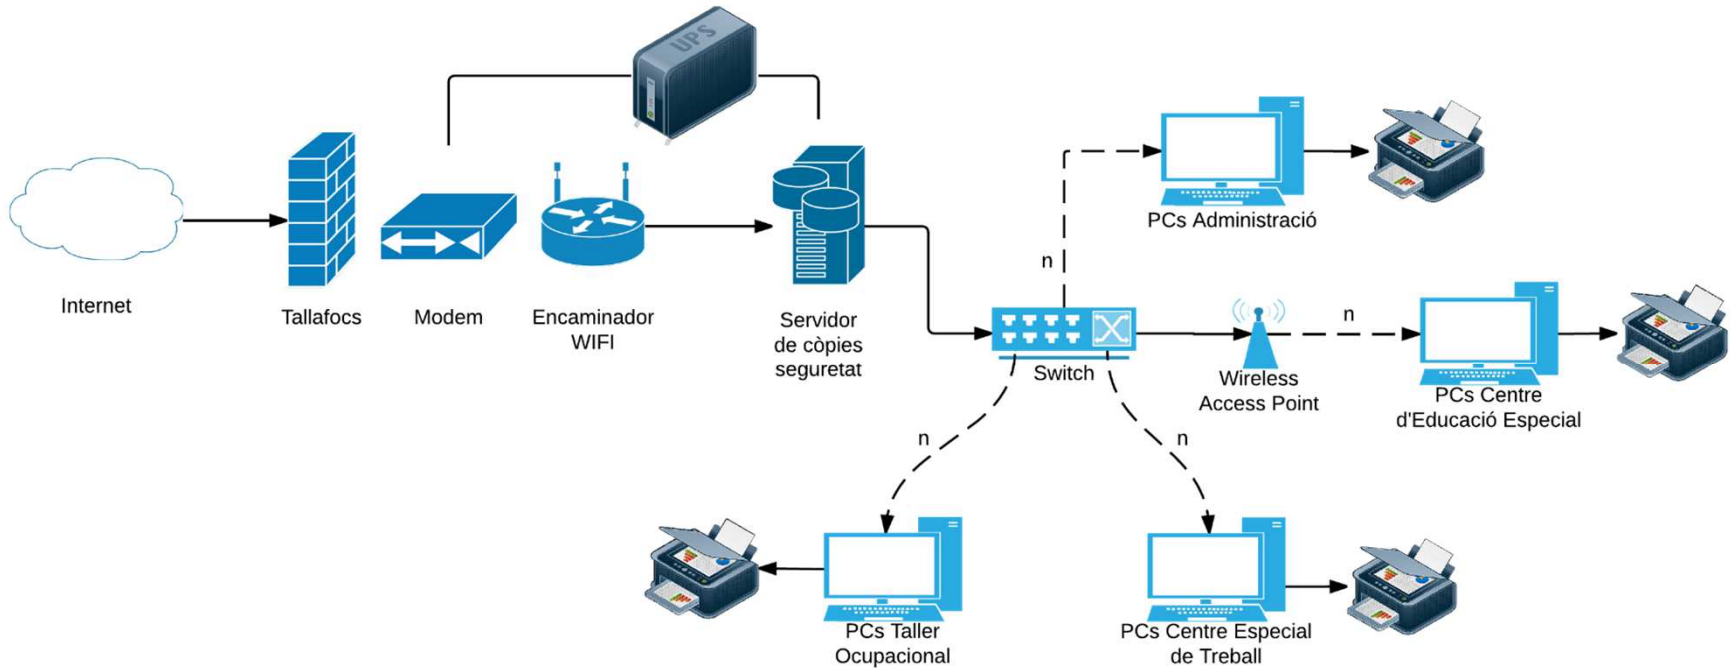 UPS
Internet
Tallafocs
Modem
Encaminador
WIFI
Servidor
de còpies
seguretat
n
PCs Administració
Switch
n
Wireless
Access Point
n
PCs Centre
d'Educació Especial
n
n
PCs Taller
Ocupacional
PCs Centre Especial
de Treball